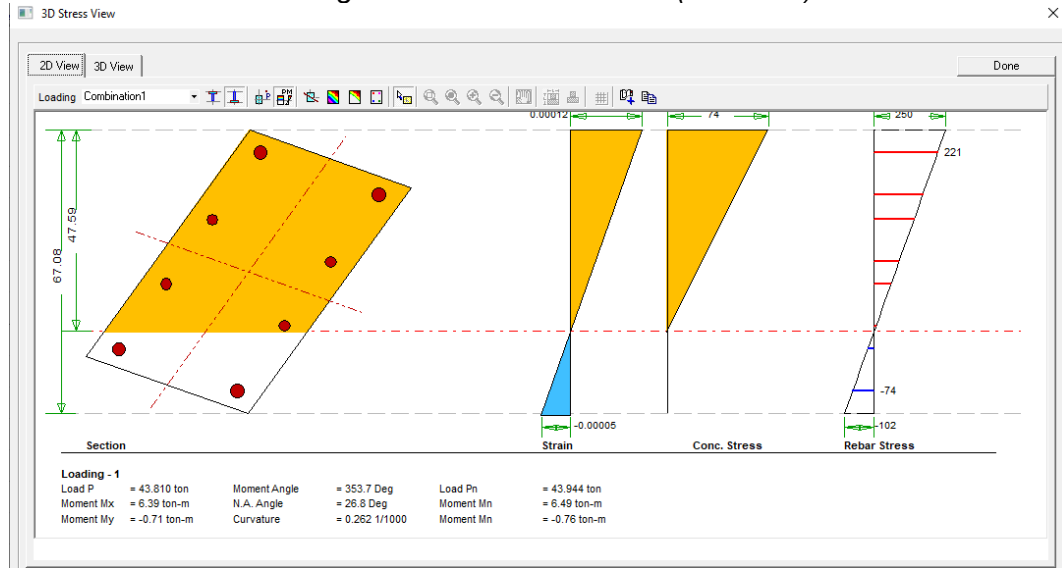 3D Stress View
2D View 3D View Done
Loading Combination1
0.00012 74 250
221
47.59
67.08
-74
-0.00005 -102
Section Strain Conc. Stress Rebar Stress
Loading - 1
Load P = 43.810 ton Moment Angle = 353.7 Deg Load Pn = 43.944 ton
Moment Mx = 6.39 ton-m N.A. Angle = 26.8 Deg Moment Mn = 6.49 ton-m
Moment My = -0.71 ton-m Curvature = 0.262 1/1000 Moment Mn = -0.76 ton-m